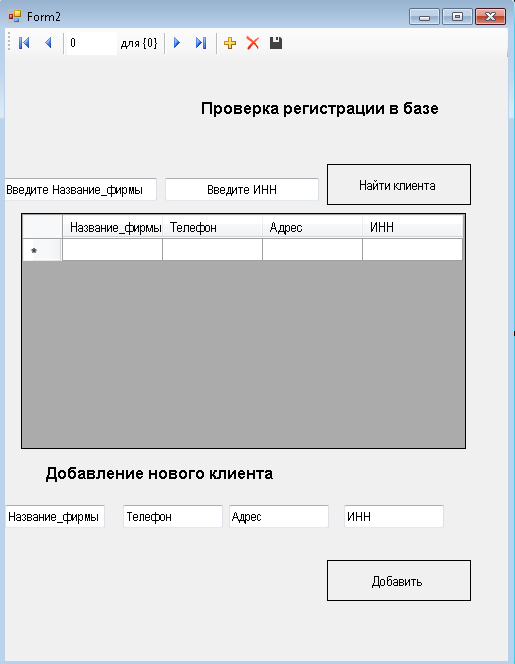 Form2
0 для {0}
Проверка регистрации в базе
Введите Название_фирмы Введите ИНН Найти клиента
Название_фирмы Телефон Адрес ИНН
*
Добавление нового клиента
Название_фирмы Телефон Адрес ИНН
Добавить